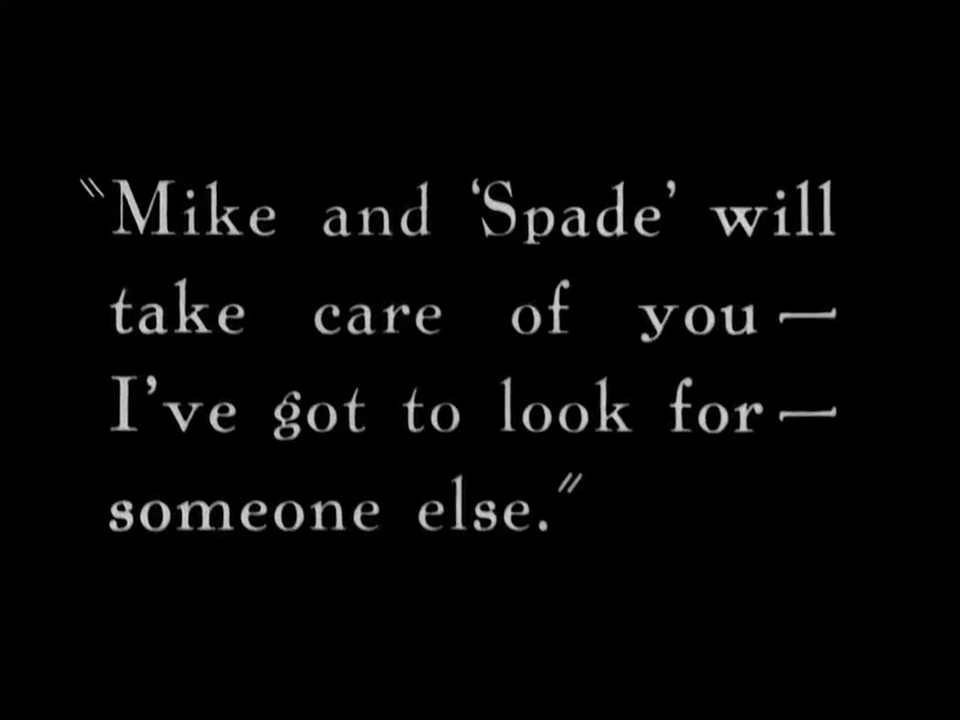 "Mike and 'Spade' will
take care of you —
I've got to look for —
someone else."